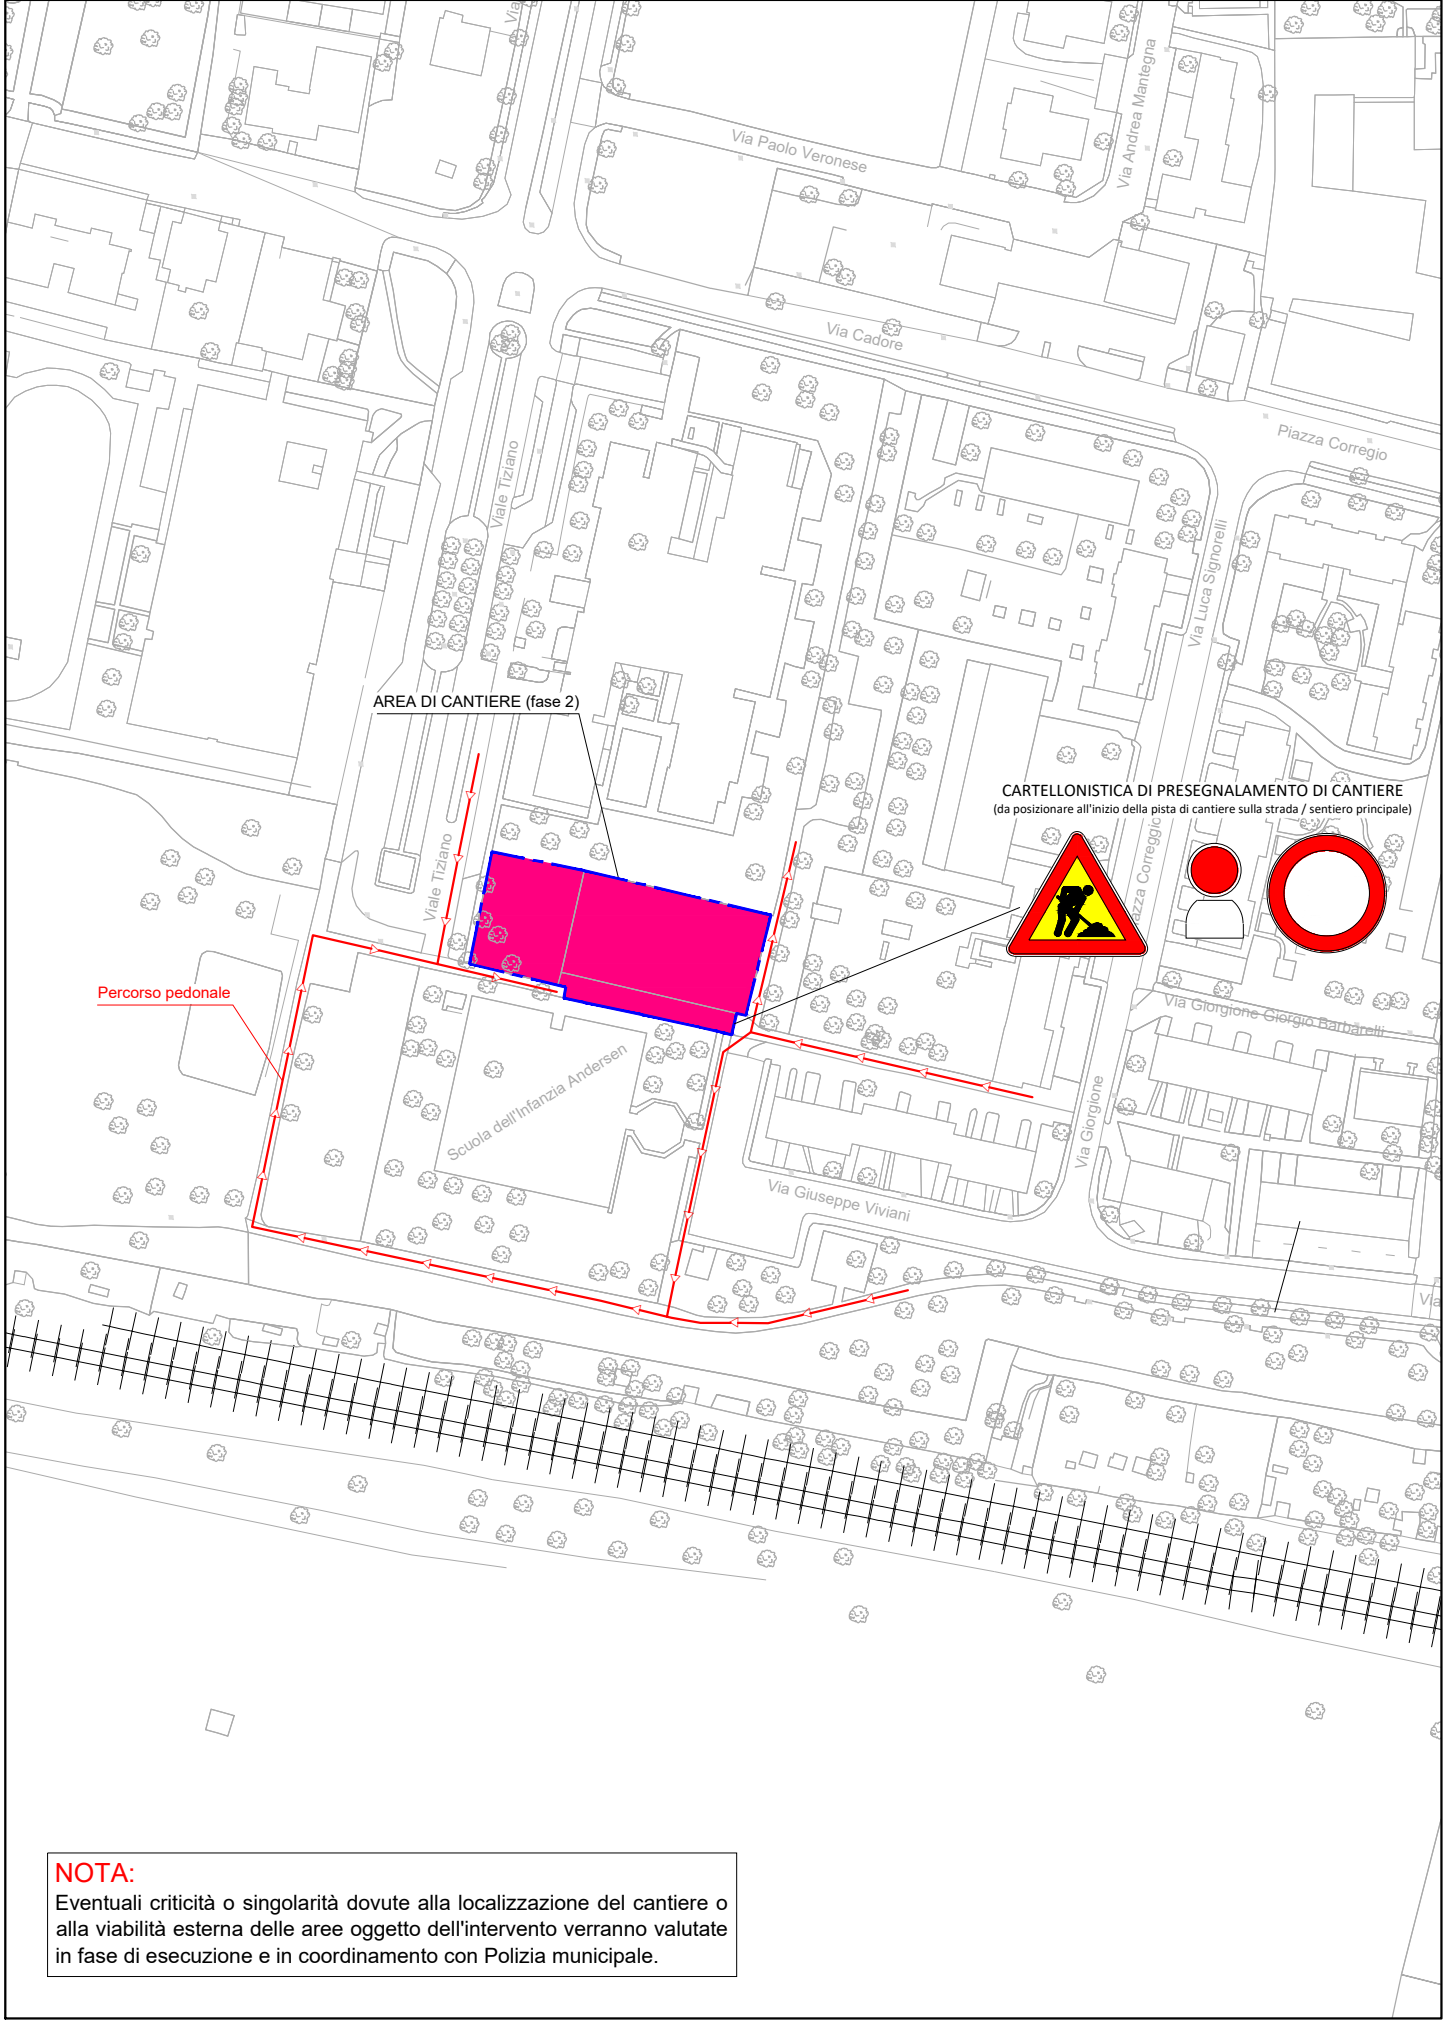 Via
Via Andrea Mantegna
Via Paolo Veronese
Via Cadore
Piazza Corregio
Viale Tiziano
Via Luca Signorelli
AREA DI CANTIERE (fase 2)
CARTELLONISTICA DI PRESEGNALAMENTO DI CANTIERE
(da posizionare all'inizio della pista di cantiere sulla strada / sentiero principale)
Viale Tiziano
azza Correggio
Percorso pedonale
Via Giorgione Giorgio Barbarelli
Scuola dell'Infanzia Andersen
Via Giorgione
Via Giuseppe Viviani
Via
NOTA:
Eventuali criticità o singolarità dovute alla localizzazione del cantiere o
alla viabilità esterna delle aree oggetto dell'intervento verranno valutate
in fase di esecuzione e in coordinamento con Polizia municipale.